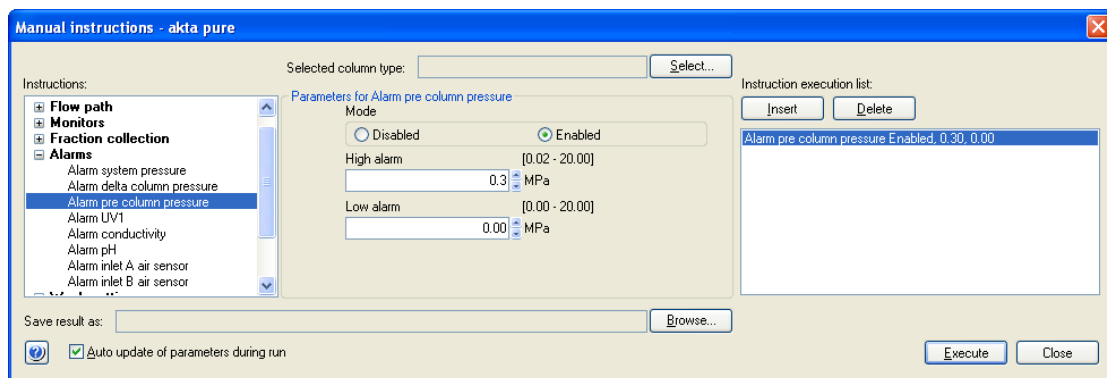 Manual instructions - akta pure
Selected column type:
Select...
Instructions:
Flow path
Monitors
Fraction collection
Alarms
Alarm system pressure
Alarm delta column pressure
Alarm pre column pressure
Alarm UV1
Alarm conductivity
Alarm pH
Alarm inlet A air sensor
Alarm inlet B air sensor
Parameters for Alarm pre column pressure
Mode
Disabled Enabled
High alarm [0.02 - 20.00]
0.3 MPa
Low alarm [0.00 - 20.00]
0.00 MPa
Instruction execution list:
Insert Delete
Alarm pre column pressure Enabled, 0.30, 0.00
Save result as: Browse...
Auto update of parameters during run
Execute Close